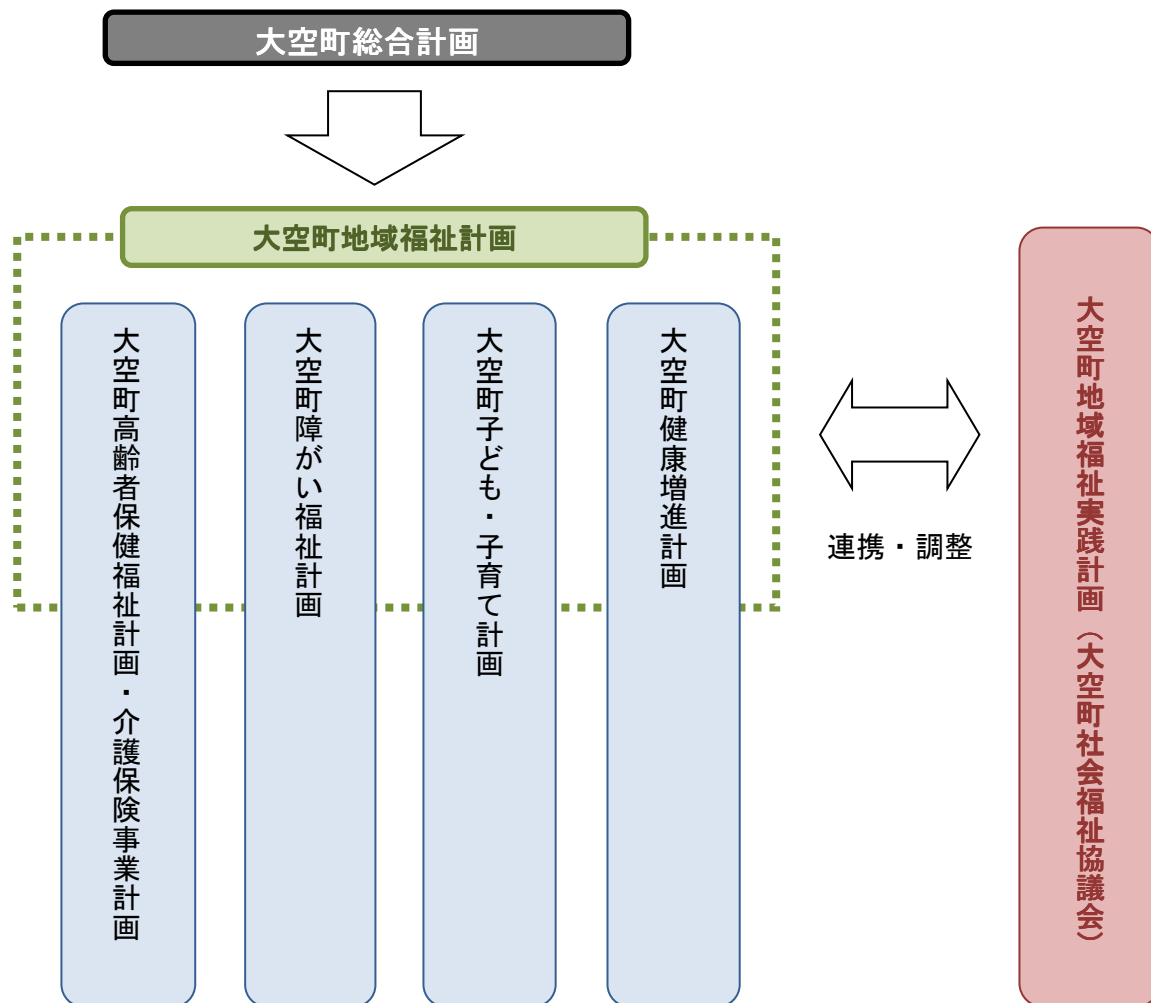 大空町総合計画
大空町地域福祉計画
大空町高齢者保健福祉計画・介護保険事業計画
大空町障がい福祉計画
大空町子ども・子育て計画
大空町健康増進計画
連携・調整
大空町地域福祉実践計画（大空町社会福祉協議会）